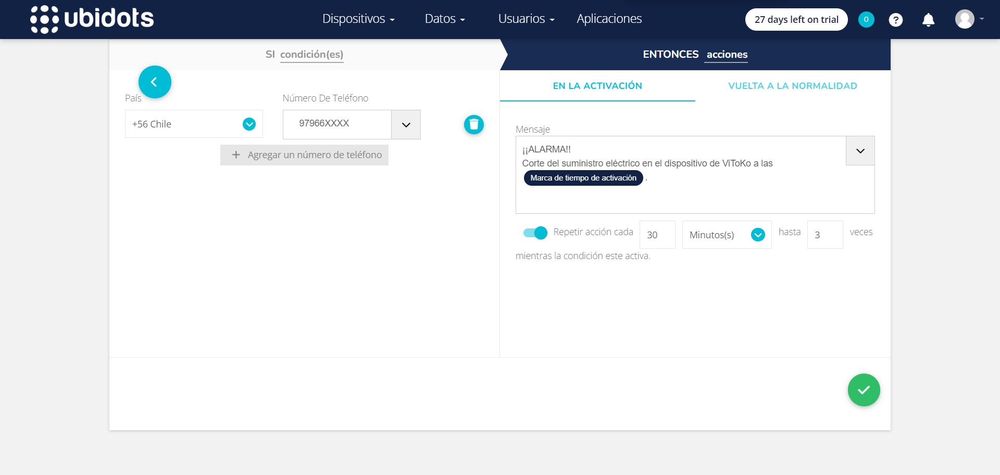 ubidots
Dispositivos
Datos
Usuarios
Aplicaciones
27 days left on trial
0
?
SI condición(es)
ENTONCES acciones
País
Número De Teléfono
+56 Chile
97966XXXX
+ Agregar un número de teléfono
EN LA ACTIVACIÓN
VUELTA A LA NORMALIDAD
Mensaje
¡¡ALARMA!!
Corte del suministro eléctrico en el dispositivo de ViToKo a las
Marca de tiempo de activación .
Repetir acción cada 30 Minutos(s) hasta 3 veces
mientras la condición este activa.